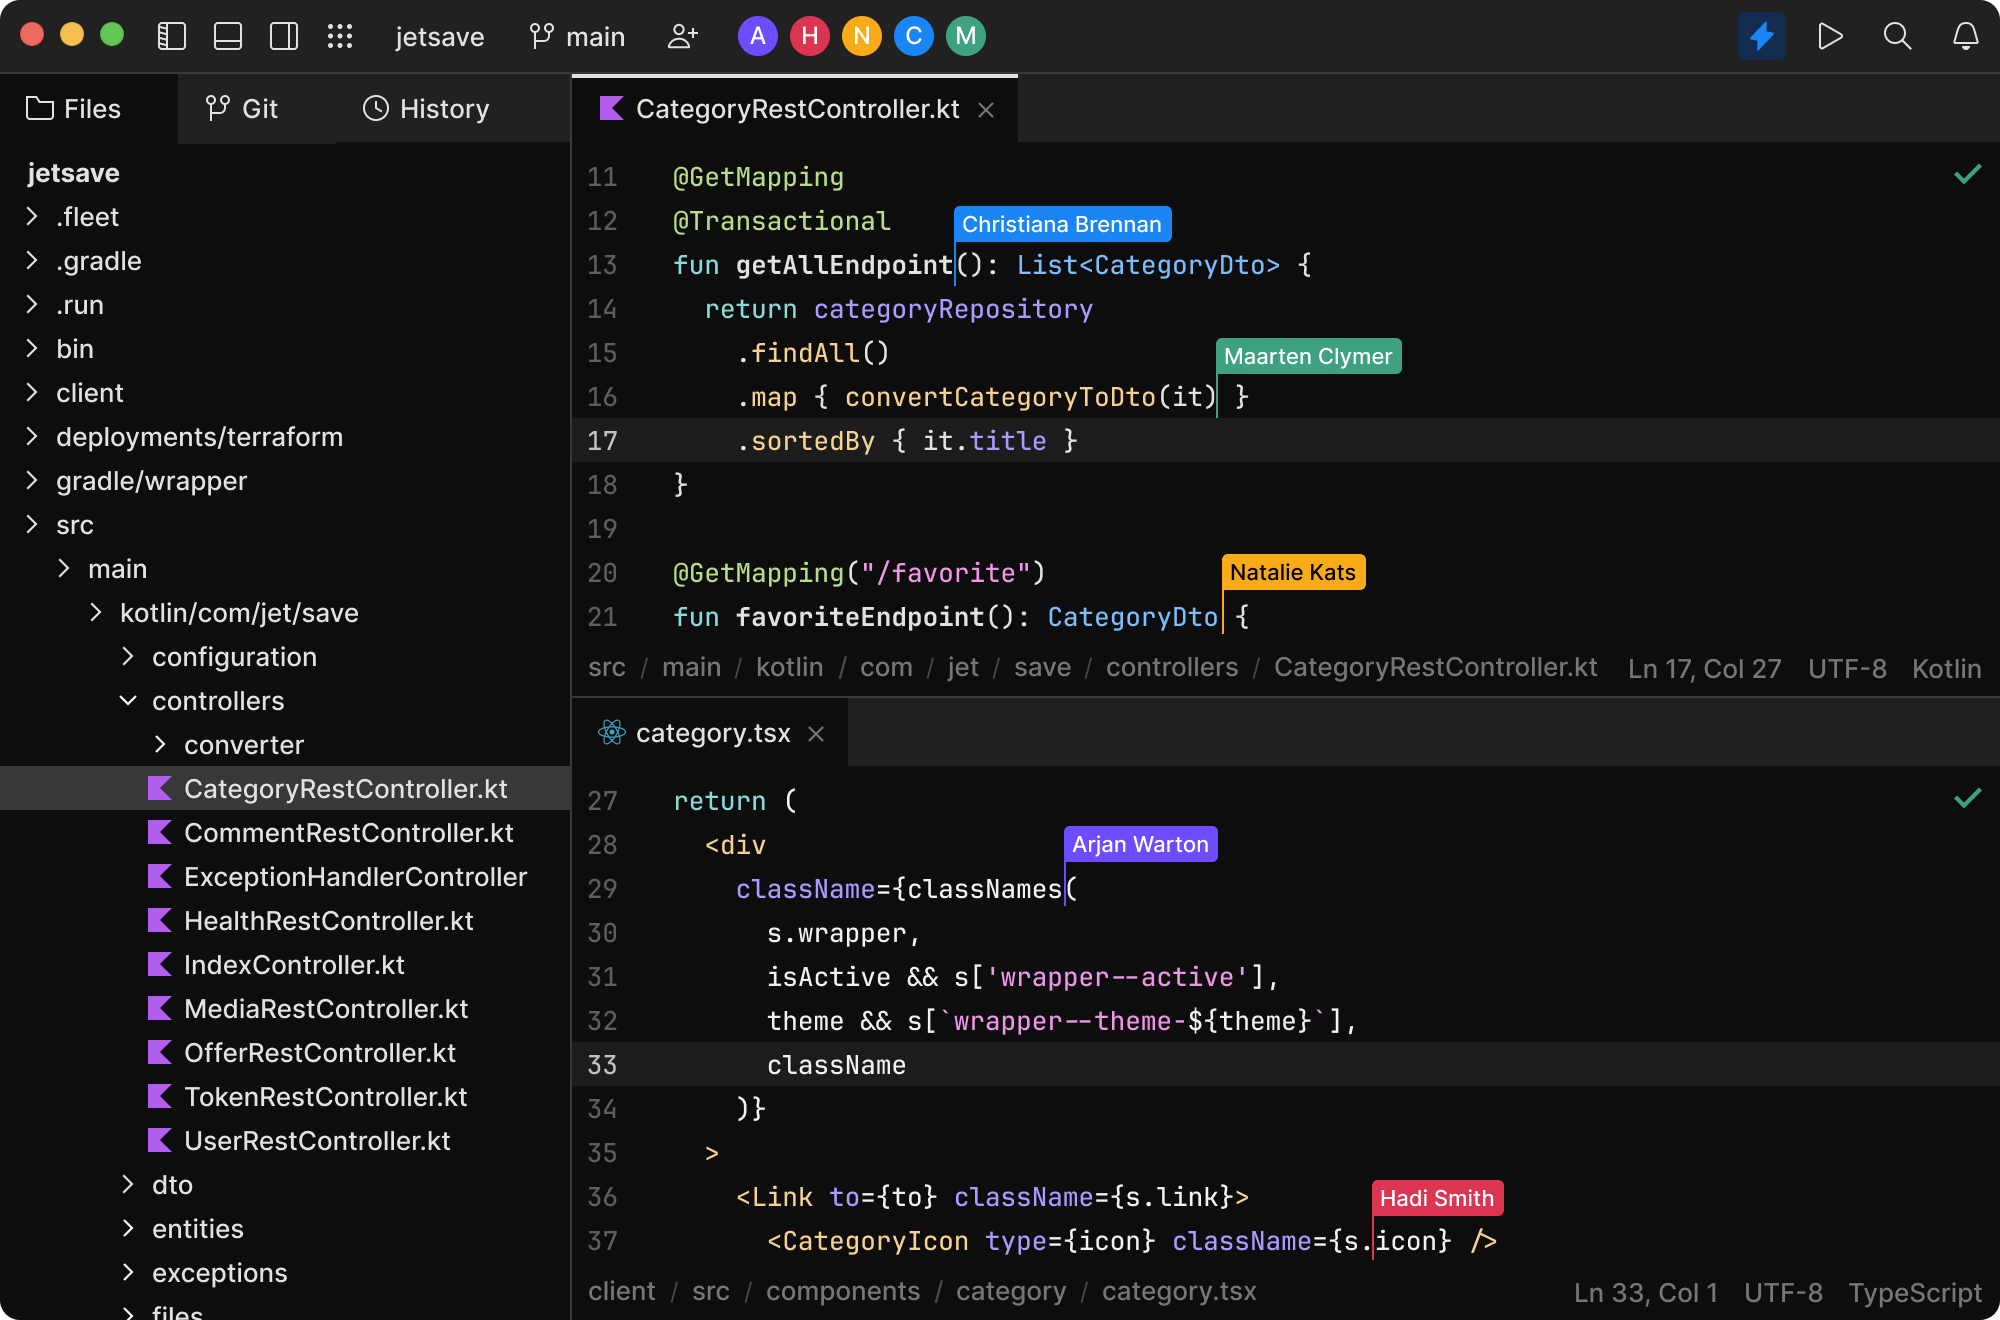 jetsave main A H N C M
Files Git History
jetsave
.fleet
.gradle
.run
bin
client
deployments/terraform
gradle/wrapper
src
main
kotlin/com/jet/save
configuration
controllers
converter
CategoryRestController.kt
CommentRestController.kt
ExceptionHandlerController
HealthRestController.kt
IndexController.kt
MediaRestController.kt
OfferRestController.kt
TokenRestController.kt
UserRestController.kt
dto
entities
exceptions
files
CategoryRestController.kt
11 @GetMapping
12 @Transactional
Christiana Brennan
13 fun getAllEndpoint(): List<CategoryDto> {
14 return categoryRepository
15 .findAll()
Maarten Clymer
16 .map { convertCategoryToDto(it) }
17 .sortedBy { it.title }
18 }
19
20 @GetMapping("/favorite")
Natalie Kats
21 fun favoriteEndpoint(): CategoryDto {
src / main / kotlin / com / jet / save / controllers / CategoryRestController.kt Ln 17, Col 27 UTF-8 Kotlin
category.tsx
27 return (
28 <div
Arjan Warton
29 className={classNames(
30 s.wrapper,
31 isActive && s['wrapper--active'],
32 theme && s[`wrapper--theme-${theme}`],
33 className
34 )}
35 >
36 <Link to={to} className={s.link}>
Hadi Smith
37 <CategoryIcon type={icon} className={s.icon} />
client / src / components / category / category.tsx Ln 33, Col 1 UTF-8 TypeScript